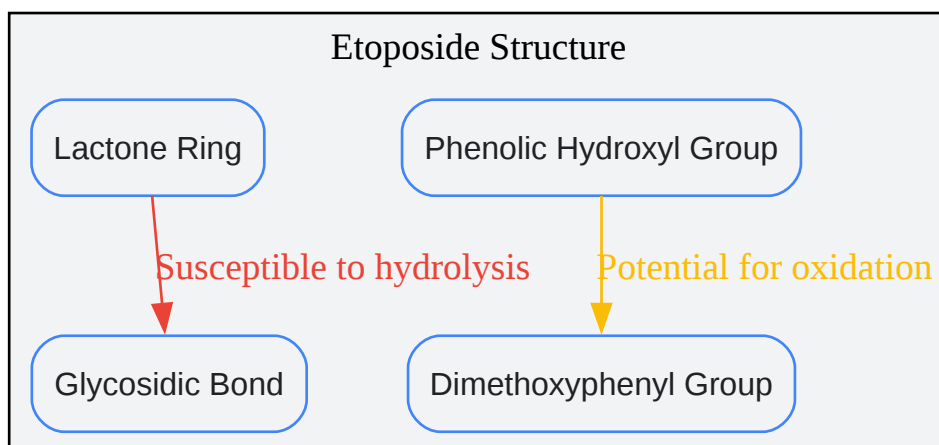 Etoposide Structure
Lactone Ring
Phenolic Hydroxyl Group
Susceptible to hydrolysis
Potential for oxidation
Glycosidic Bond
Dimethoxyphenyl Group